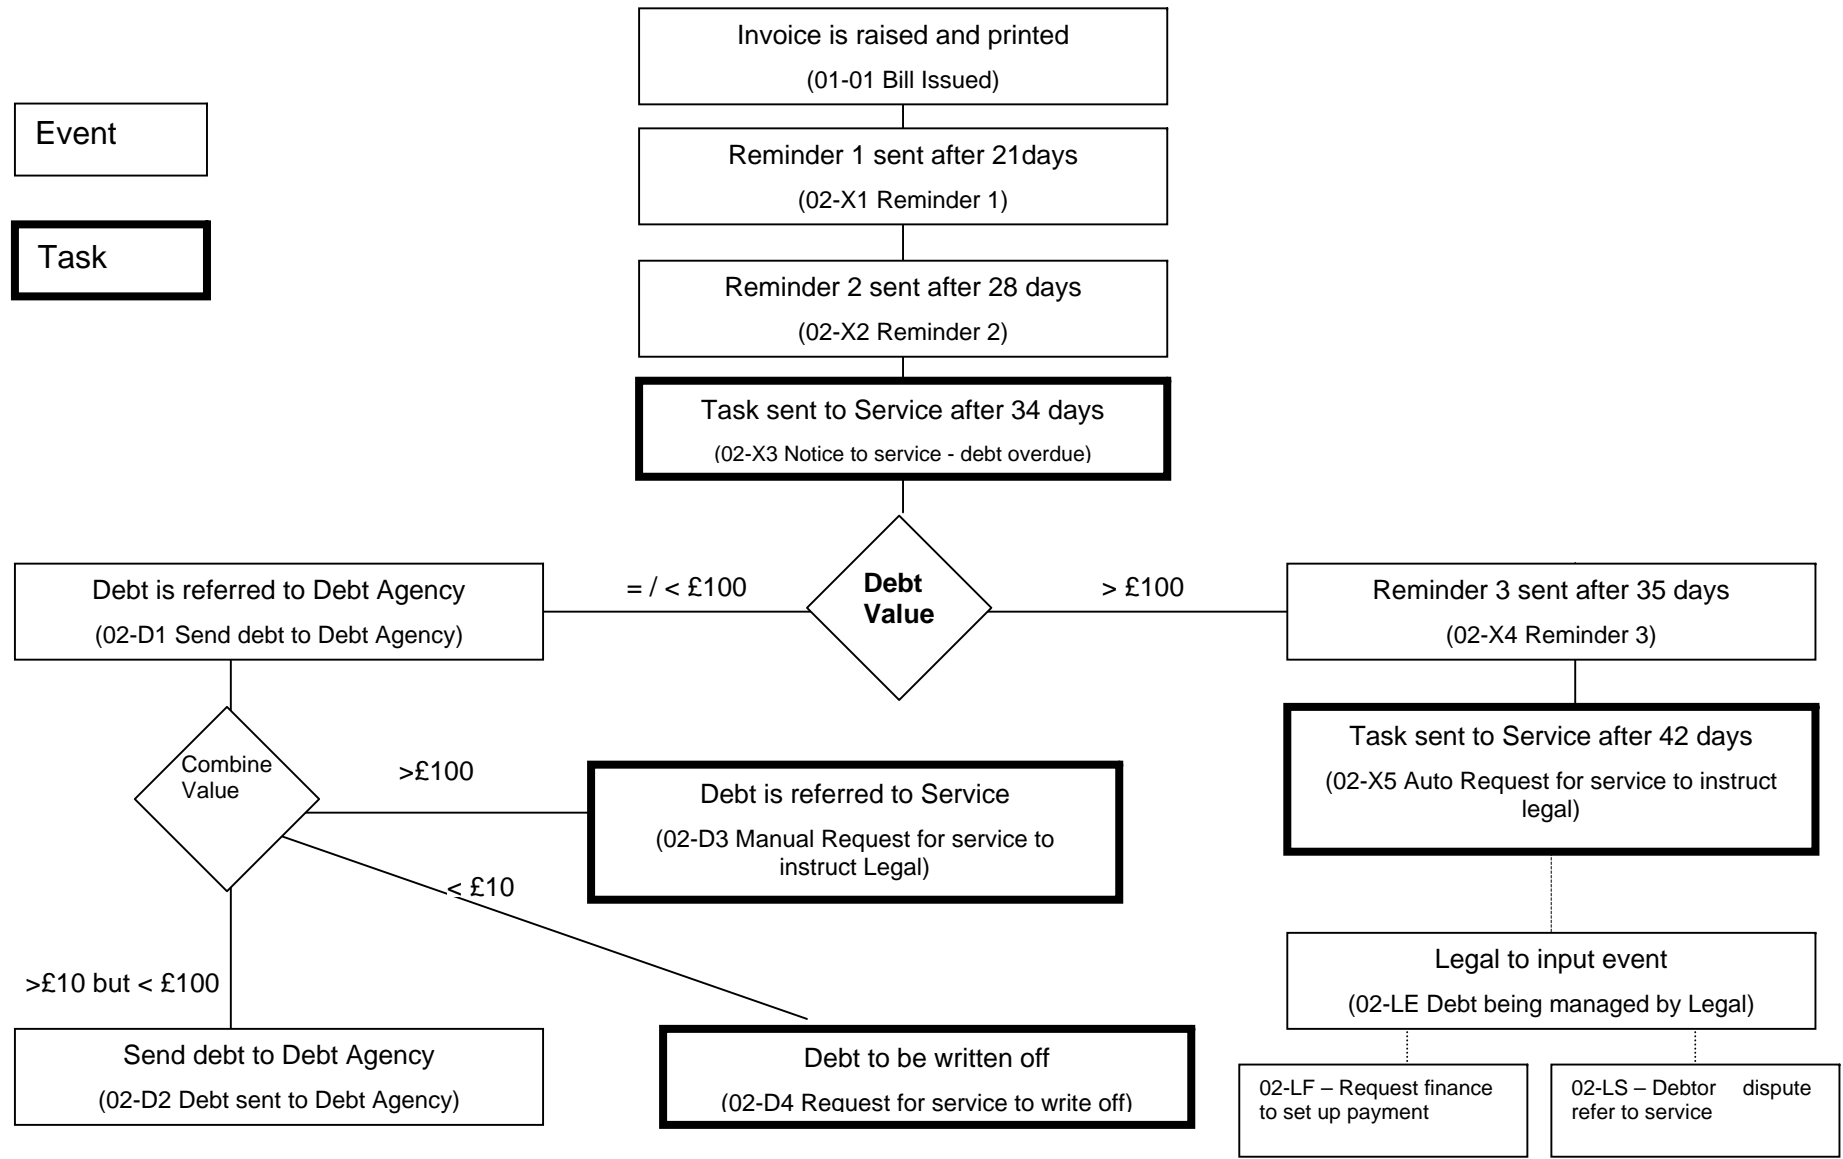 Invoice is raised and printed
(01-01 Bill Issued)
Event
Reminder 1 sent after 21days
(02-X1 Reminder 1)
Task
Reminder 2 sent after 28 days
(02-X2 Reminder 2)
Task sent to Service after 34 days
(02-X3 Notice to service - debt overdue)
Debt is referred to Debt Agency
(02-D1 Send debt to Debt Agency)
= / < £100
Debt
Value
> £100
Reminder 3 sent after 35 days
(02-X4 Reminder 3)
Combine
Value
>£100
Debt is referred to Service
(02-D3 Manual Request for service to
instruct Legal)
Task sent to Service after 42 days
(02-X5 Auto Request for service to instruct
legal)
< £10
>£10 but < £100
Legal to input event
(02-LE Debt being managed by Legal)
Send debt to Debt Agency
(02-D2 Debt sent to Debt Agency)
Debt to be written off
(02-D4 Request for service to write off)
02-LF – Request finance
to set up payment
02-LS – Debtor dispute
refer to service